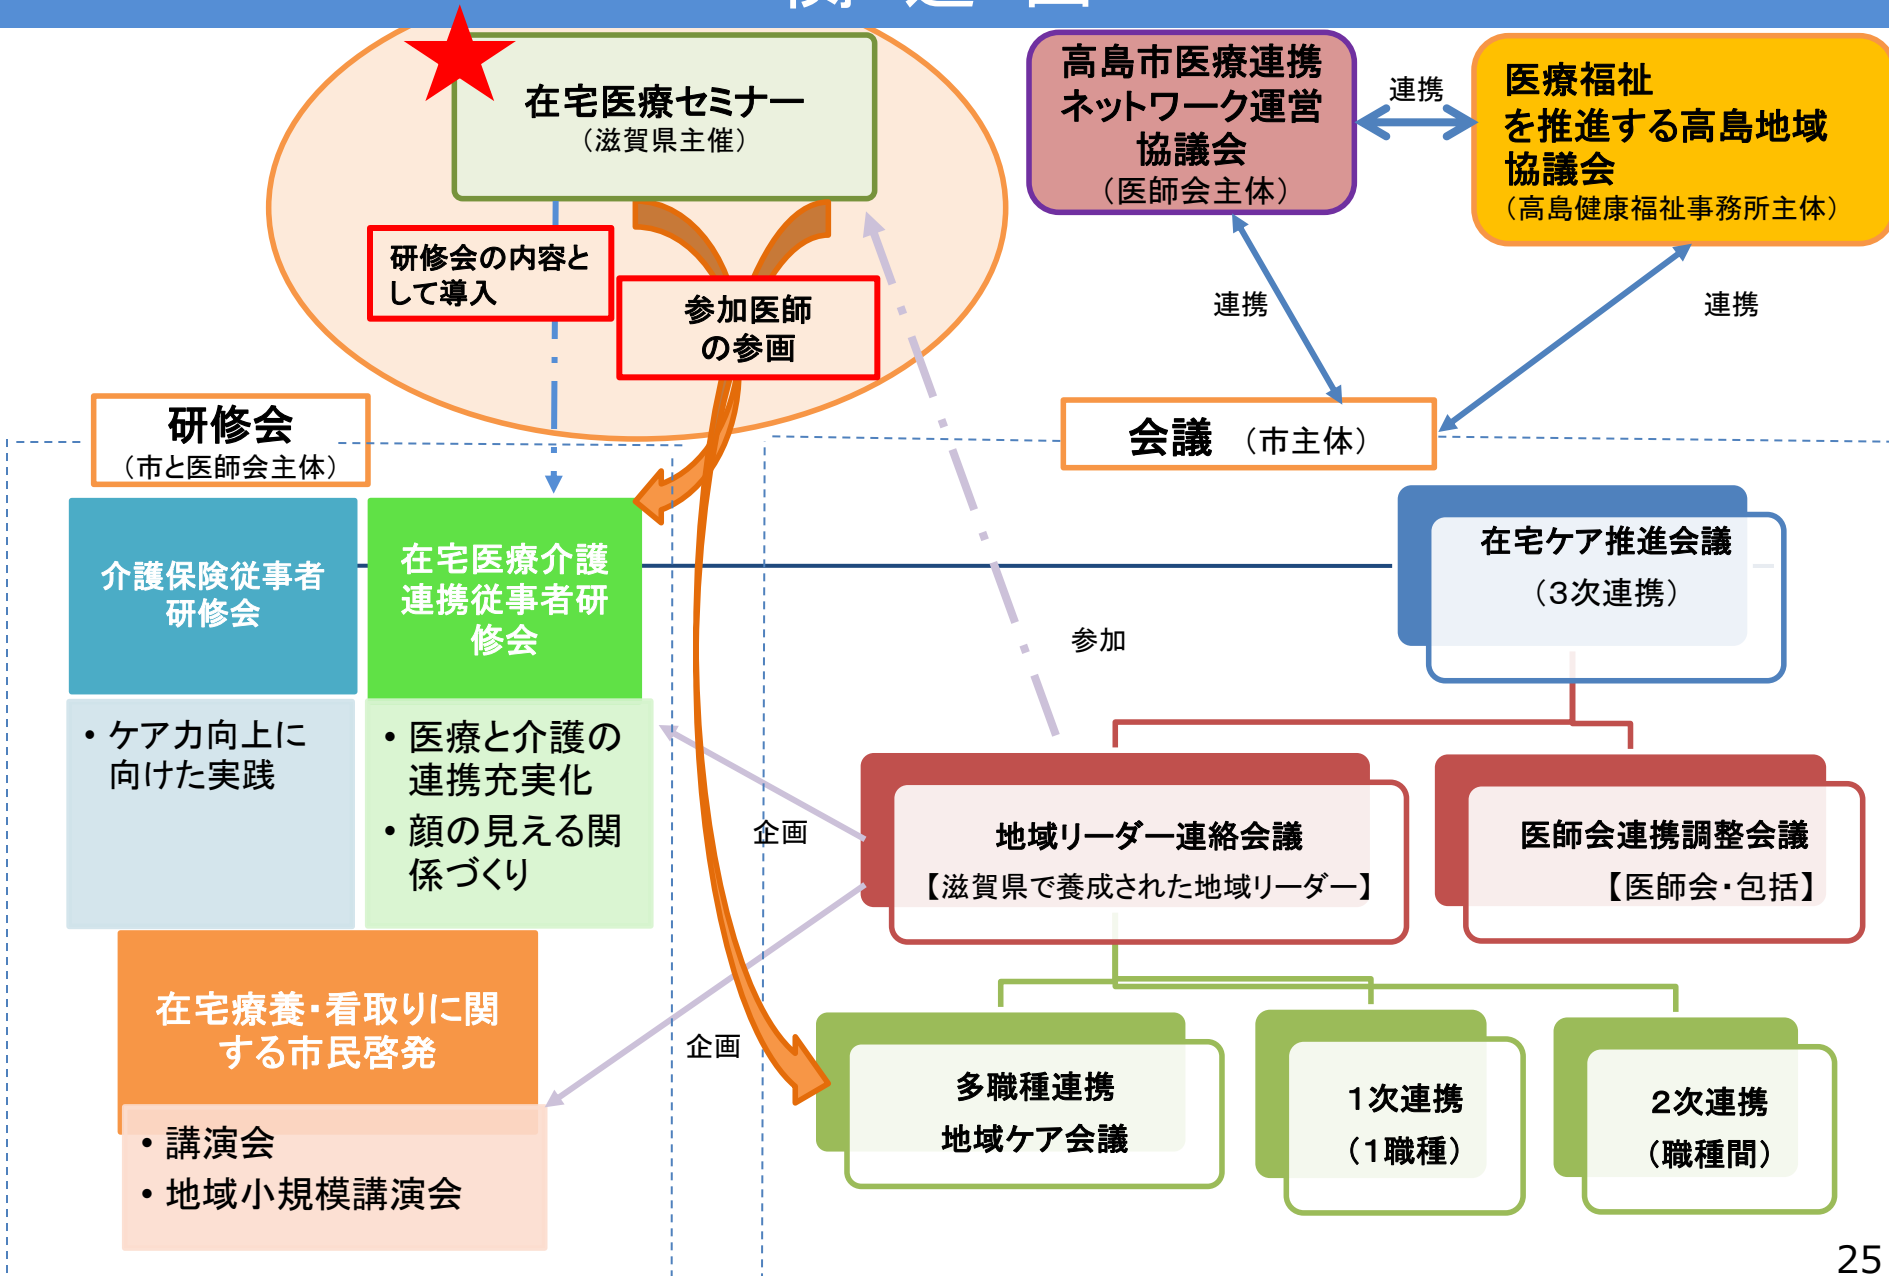 関連図
在宅医療セミナー
（滋賀県主催）
高島市医療連携
ネットワーク運営
協議会
（医師会主体）
連携
医療福祉
を推進する高島地域
協議会
（高島健康福祉事務所主体）
研修会の内容と
して導入
参加医師
の参画
連携
連携
研修会
（市と医師会主体）
会議 （市主体）
介護保険従事者
研修会
在宅医療介護
連携従事者研
修会
在宅ケア推進会議
（３次連携）
参加
・ケア力向上に
向けた実践
・医療と介護の
連携充実化
・顔の見える関
係づくり
企画
地域リーダー連絡会議
【滋賀県で養成された地域リーダー】
医師会連携調整会議
【医師会・包括】
在宅療養・看取りに関
する市民啓発
企画
・講演会
・地域小規模講演会
多職種連携
地域ケア会議
１次連携
（１職種）
２次連携
（職種間）
25